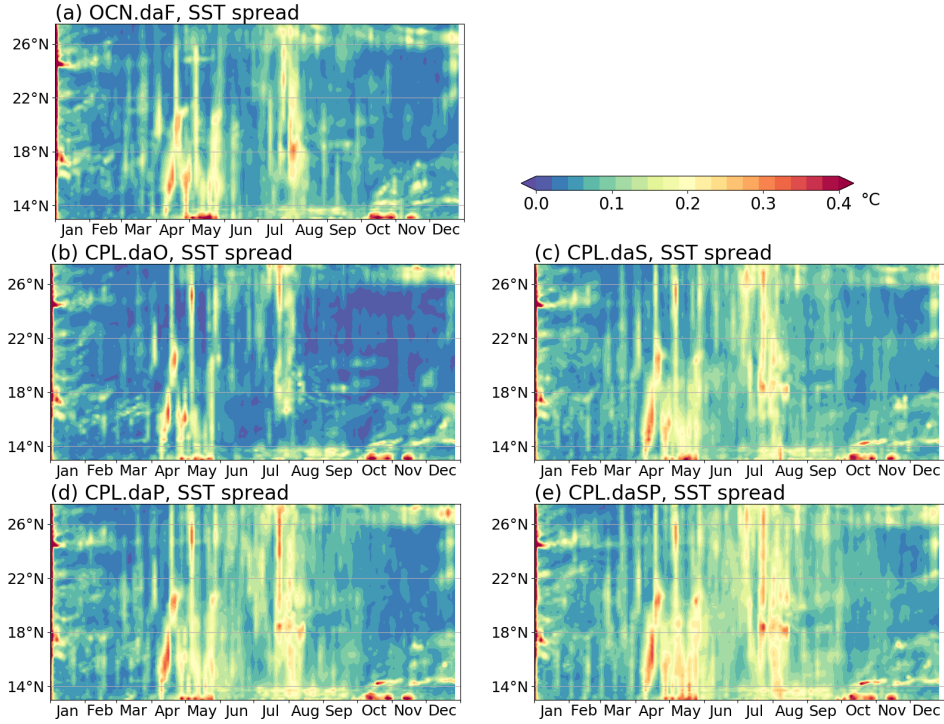 (a) OCN.daF, SST spread
26°N
22°N
18°N
14°N
Jan Feb Mar Apr May Jun Jul Aug Sep Oct Nov Dec
0.0 0.1 0.2 0.3 0.4 °C
(b) CPL.daO, SST spread
26°N
22°N
18°N
14°N
Jan Feb Mar Apr May Jun Jul Aug Sep Oct Nov Dec
(c) CPL.daS, SST spread
26°N
22°N
18°N
14°N
Jan Feb Mar Apr May Jun Jul Aug Sep Oct Nov Dec
(d) CPL.daP, SST spread
26°N
22°N
18°N
14°N
Jan Feb Mar Apr May Jun Jul Aug Sep Oct Nov Dec
(e) CPL.daSP, SST spread
26°N
22°N
18°N
14°N
Jan Feb Mar Apr May Jun Jul Aug Sep Oct Nov Dec